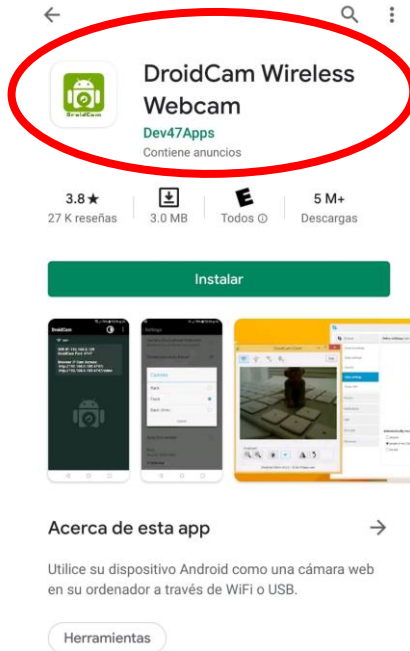 DroidCam
DroidCam Wireless
Webcam
Dev47Apps
Contiene anuncios
3.8★
27 K reseñas
3.0 MB
E
Todos
5 M+
Descargas
Instalar
DroidCam
Settings
Acerca de esta app
Utilice su dispositivo Android como una cámara web
en su ordenador a través de WiFi o USB.
Herramientas